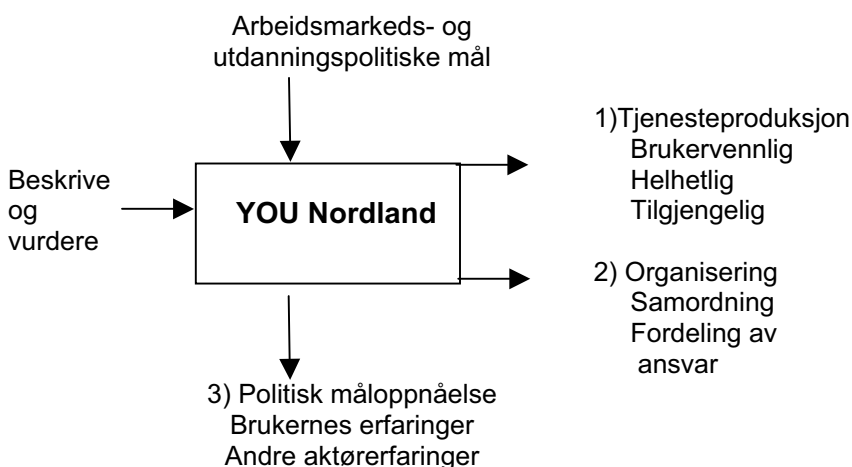 Arbeidsmarkeds- og
utdanningspolitiske mål
Beskrive
og
vurdere
YOU Nordland
1)Tjenesteproduksjon
Brukervennlig
Helhetlig
Tilgjengelig
2) Organisering
Samordning
Fordeling av
ansvar
3) Politisk måloppnåelse
Brukernes erfaringer
Andre aktørerfaringer